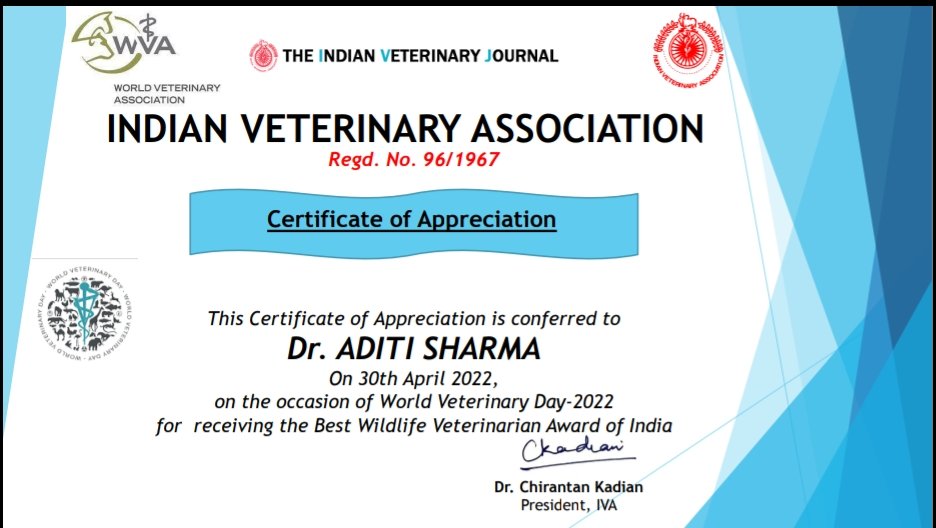 WVA
WORLD VETERINARY
ASSOCIATION
THE INDIAN VETERINARY JOURNAL
INDIAN VETERINARY ASSOCIATION
INDIAN VETERINARY ASSOCIATION
Regd. No. 96/1967
Certificate of Appreciation
WORLD VETERINARY DAY · WORLD VETERINARY DAY · WORLD VETERINARY DAY
This Certificate of Appreciation is conferred to
Dr. ADITI SHARMA
On 30th April 2022,
on the occasion of World Veterinary Day-2022
for receiving the Best Wildlife Veterinarian Award of India
Ckadian
Dr. Chirantan Kadian
President, IVA